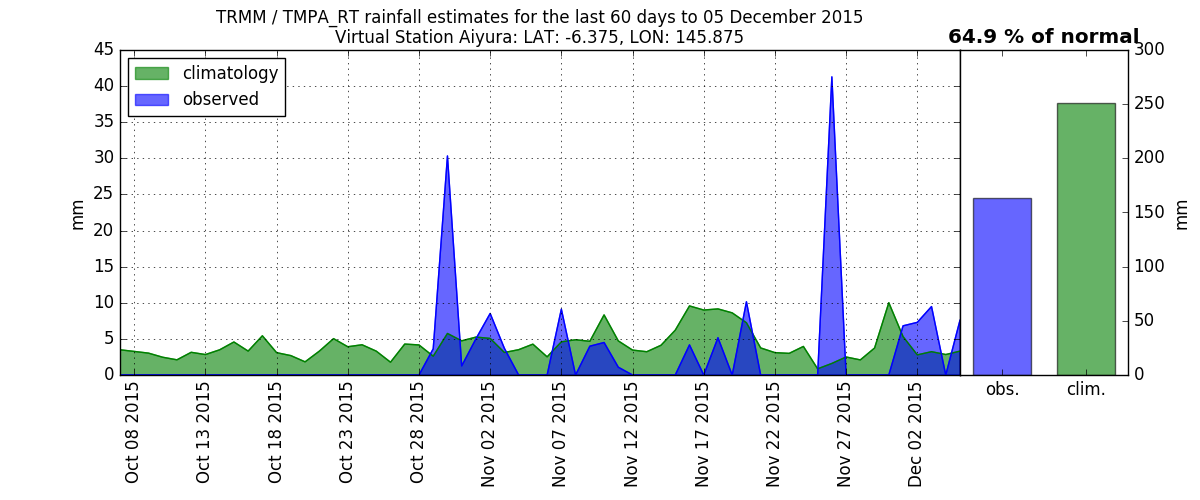 TRMM / TMPA_RT rainfall estimates for the last 60 days to 05 December 2015
Virtual Station Aiyura: LAT: -6.375, LON: 145.875
64.9 % of normal
climatology
observed
45
40
35
30
25
20
15
10
5
0
mm
Oct 08 2015
Oct 13 2015
Oct 18 2015
Oct 23 2015
Oct 28 2015
Nov 02 2015
Nov 07 2015
Nov 12 2015
Nov 17 2015
Nov 22 2015
Nov 27 2015
Dec 02 2015
obs.
clim.
300
250
200
150
100
50
0
mm